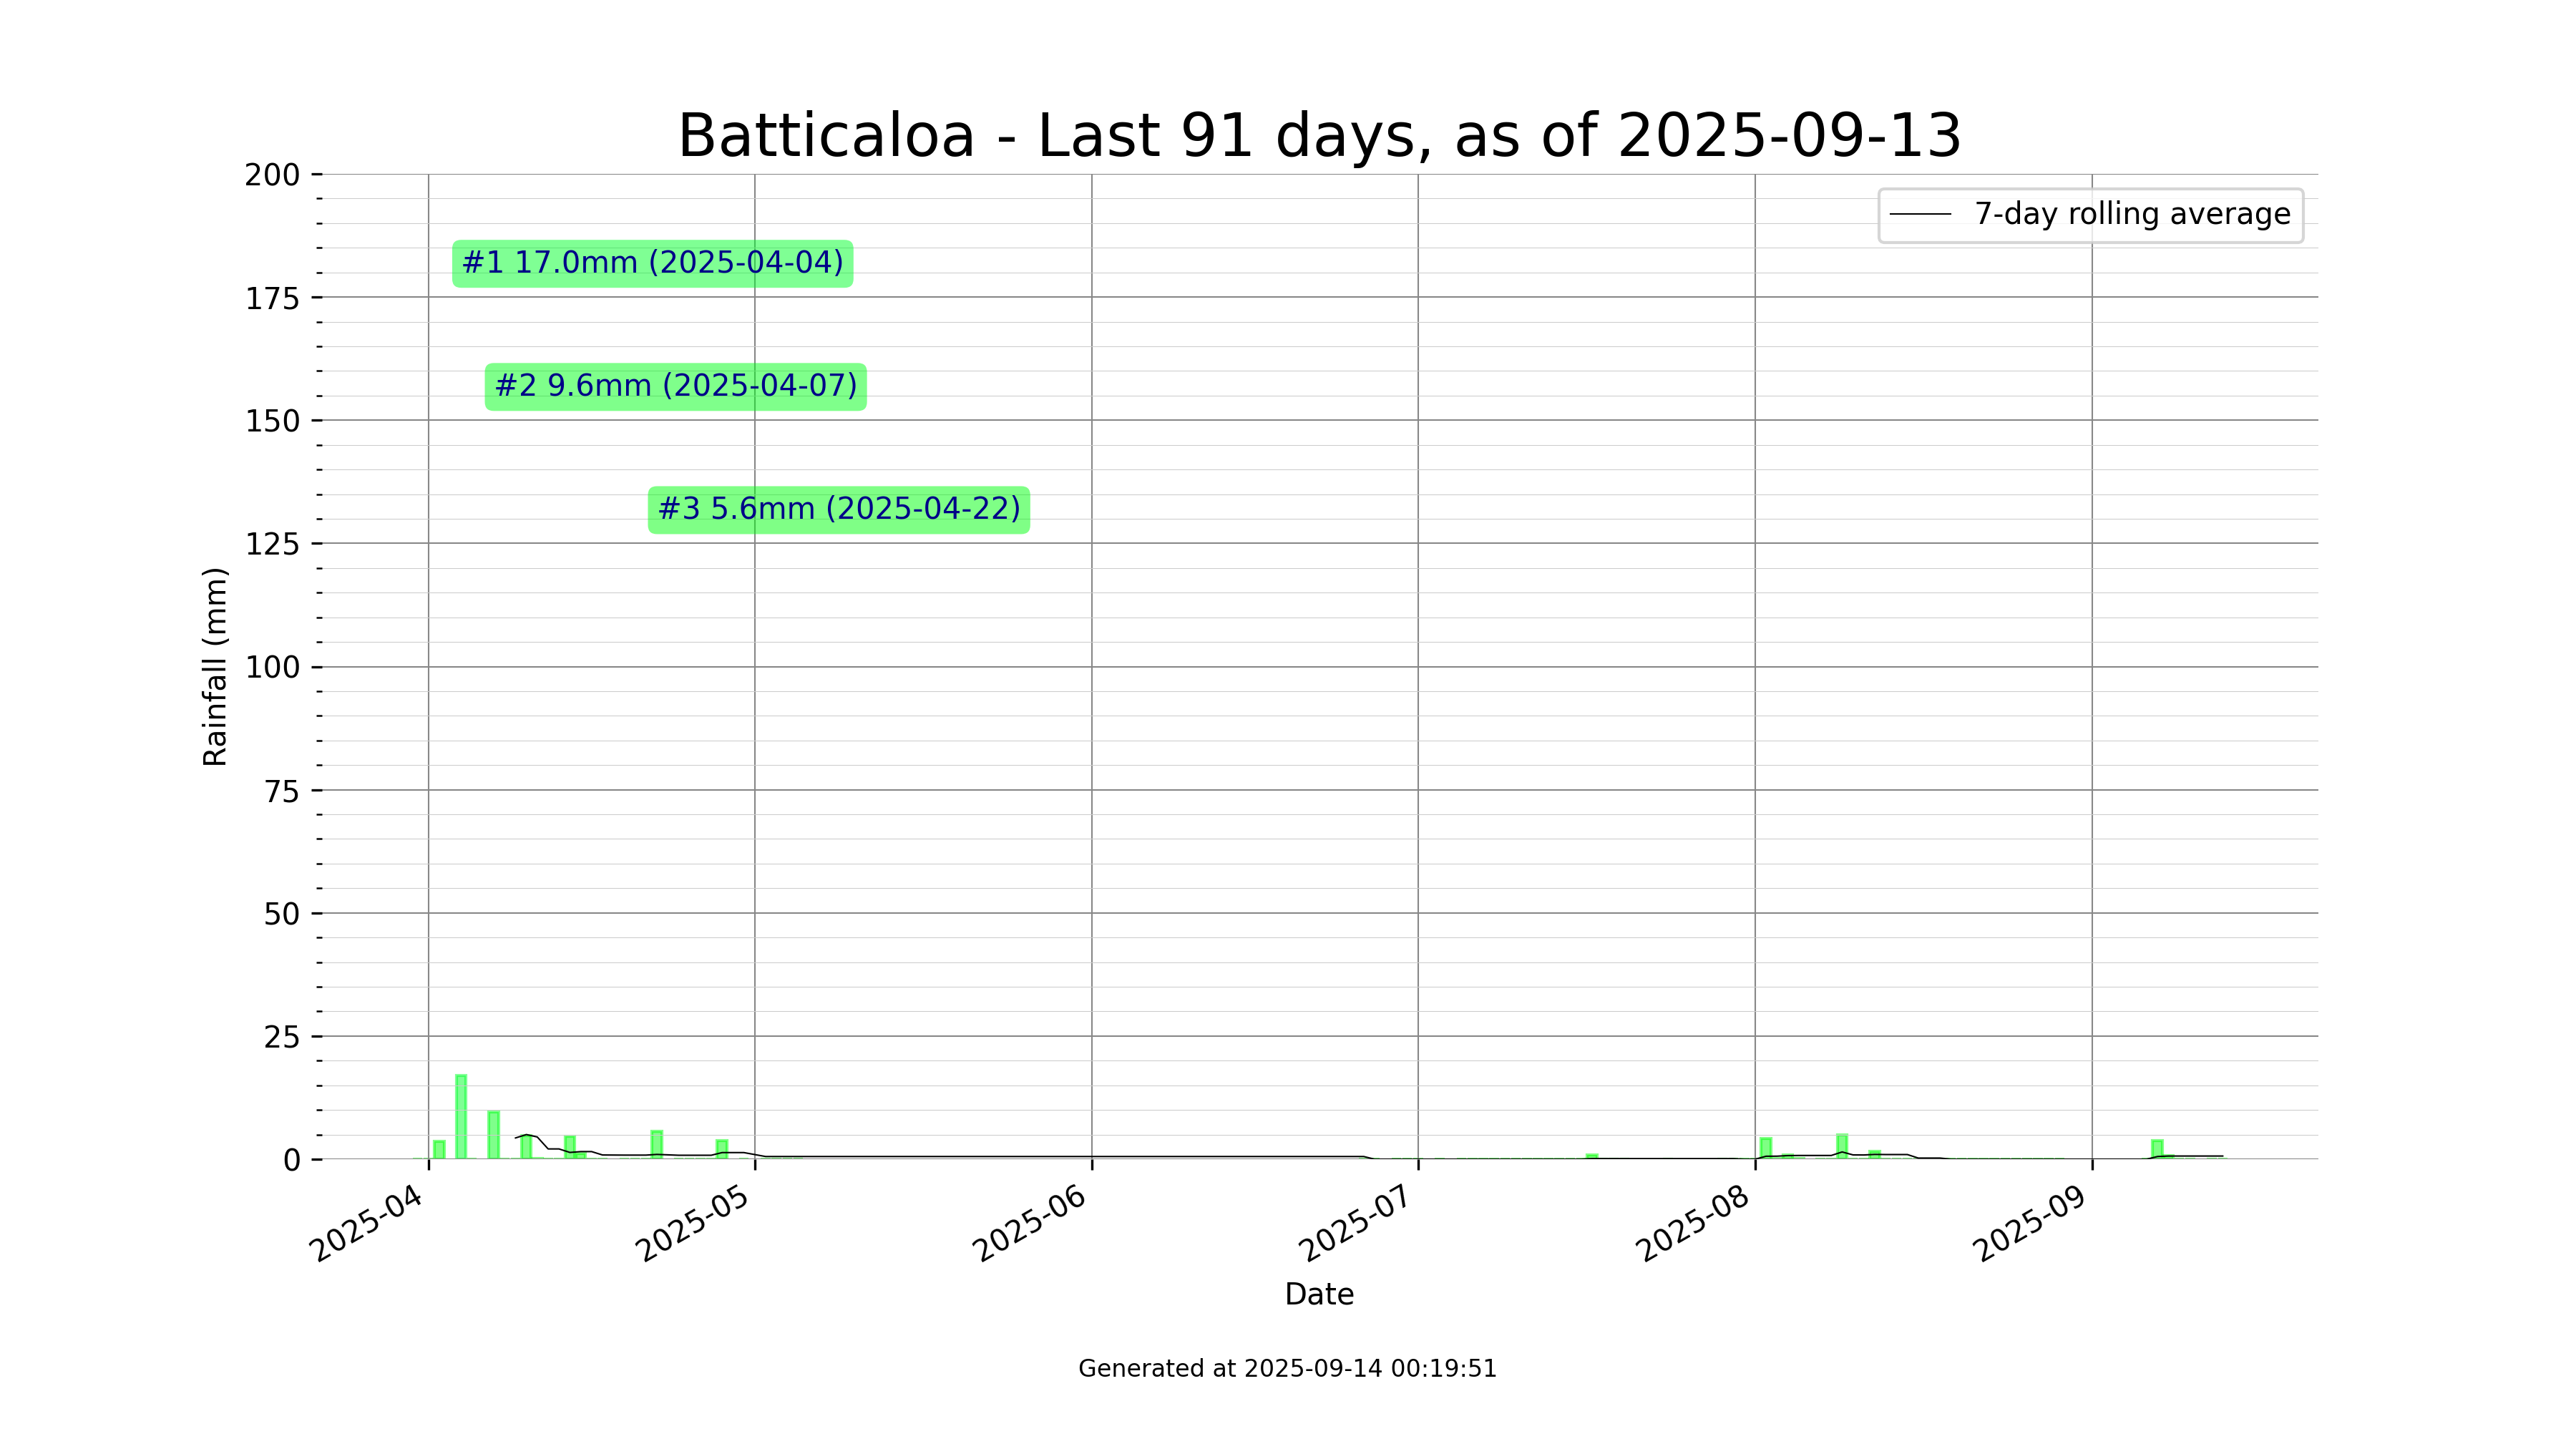 Batticaloa - Last 91 days, as of 2025-09-13
200
175
150
125
100
75
50
25
0
Rainfall (mm)
7-day rolling average
#1 17.0mm (2025-04-04)
#2 9.6mm (2025-04-07)
#3 5.6mm (2025-04-22)
2025-04
2025-05
2025-06
2025-07
2025-08
2025-09
Date
Generated at 2025-09-14 00:19:51